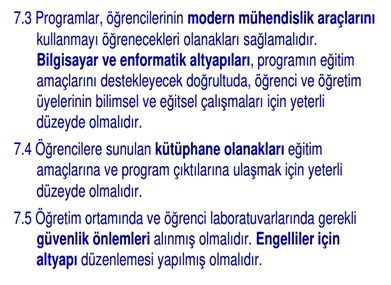 7.3 Programlar, öğrencilerinin modern mühendislik araçlarını
kullanmayı öğrenecekleri olanakları sağlamalıdır.
Bilgisayar ve enformatik altyapıları, programın eğitim
amaçlarını destekleyecek doğrultuda, öğrenci ve öğretim
üyelerinin bilimsel ve eğitsel çalışmaları için yeterli
düzeyde olmalıdır.
7.4 Öğrencilere sunulan kütüphane olanakları eğitim
amaçlarına ve program çıktılarına ulaşmak için yeterli
düzeyde olmalıdır.
7.5 Öğretim ortamında ve öğrenci laboratuvarlarında gerekli
güvenlik önlemleri alınmış olmalıdır. Engelliler için
altyapı düzenlemesi yapılmış olmalıdır.